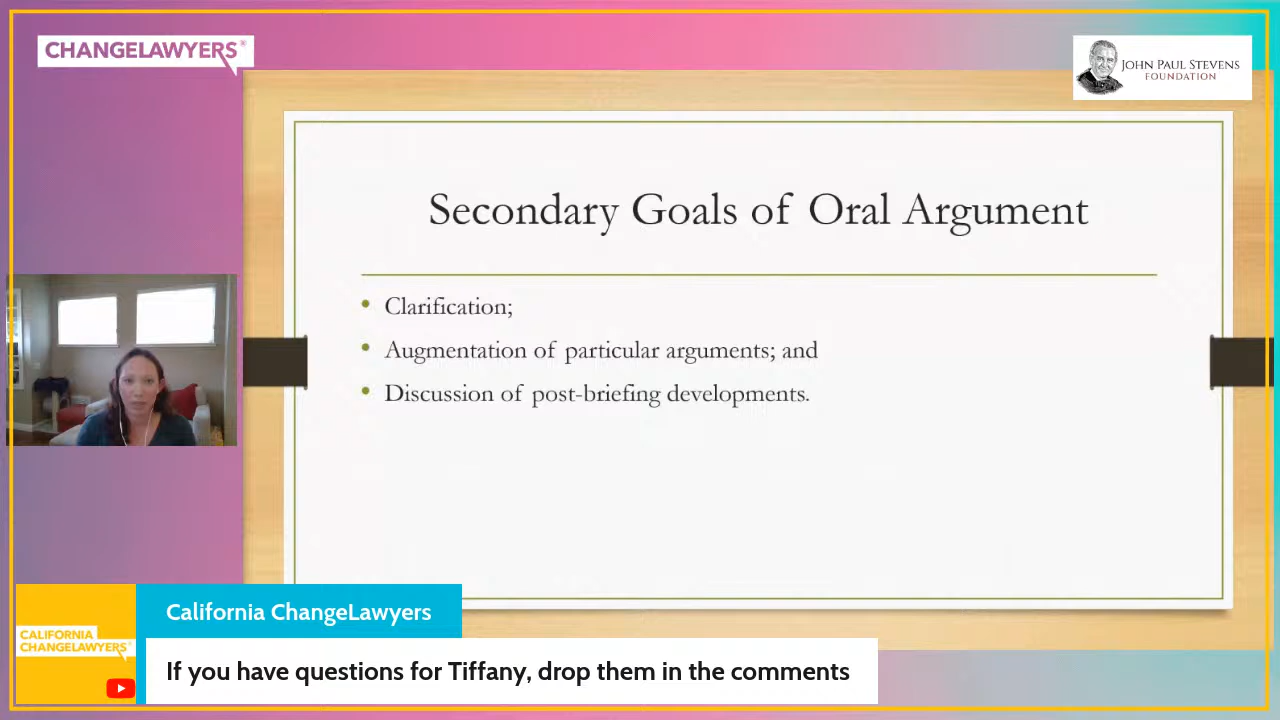 CHANGELAWYERS®
JOHN PAUL STEVENS
FOUNDATION
Secondary Goals of Oral Argument
• Clarification;
• Augmentation of particular arguments; and
• Discussion of post-briefing developments.
California ChangeLawyers
CALIFORNIA
CHANGELAWYERS®
If you have questions for Tiffany, drop them in the comments